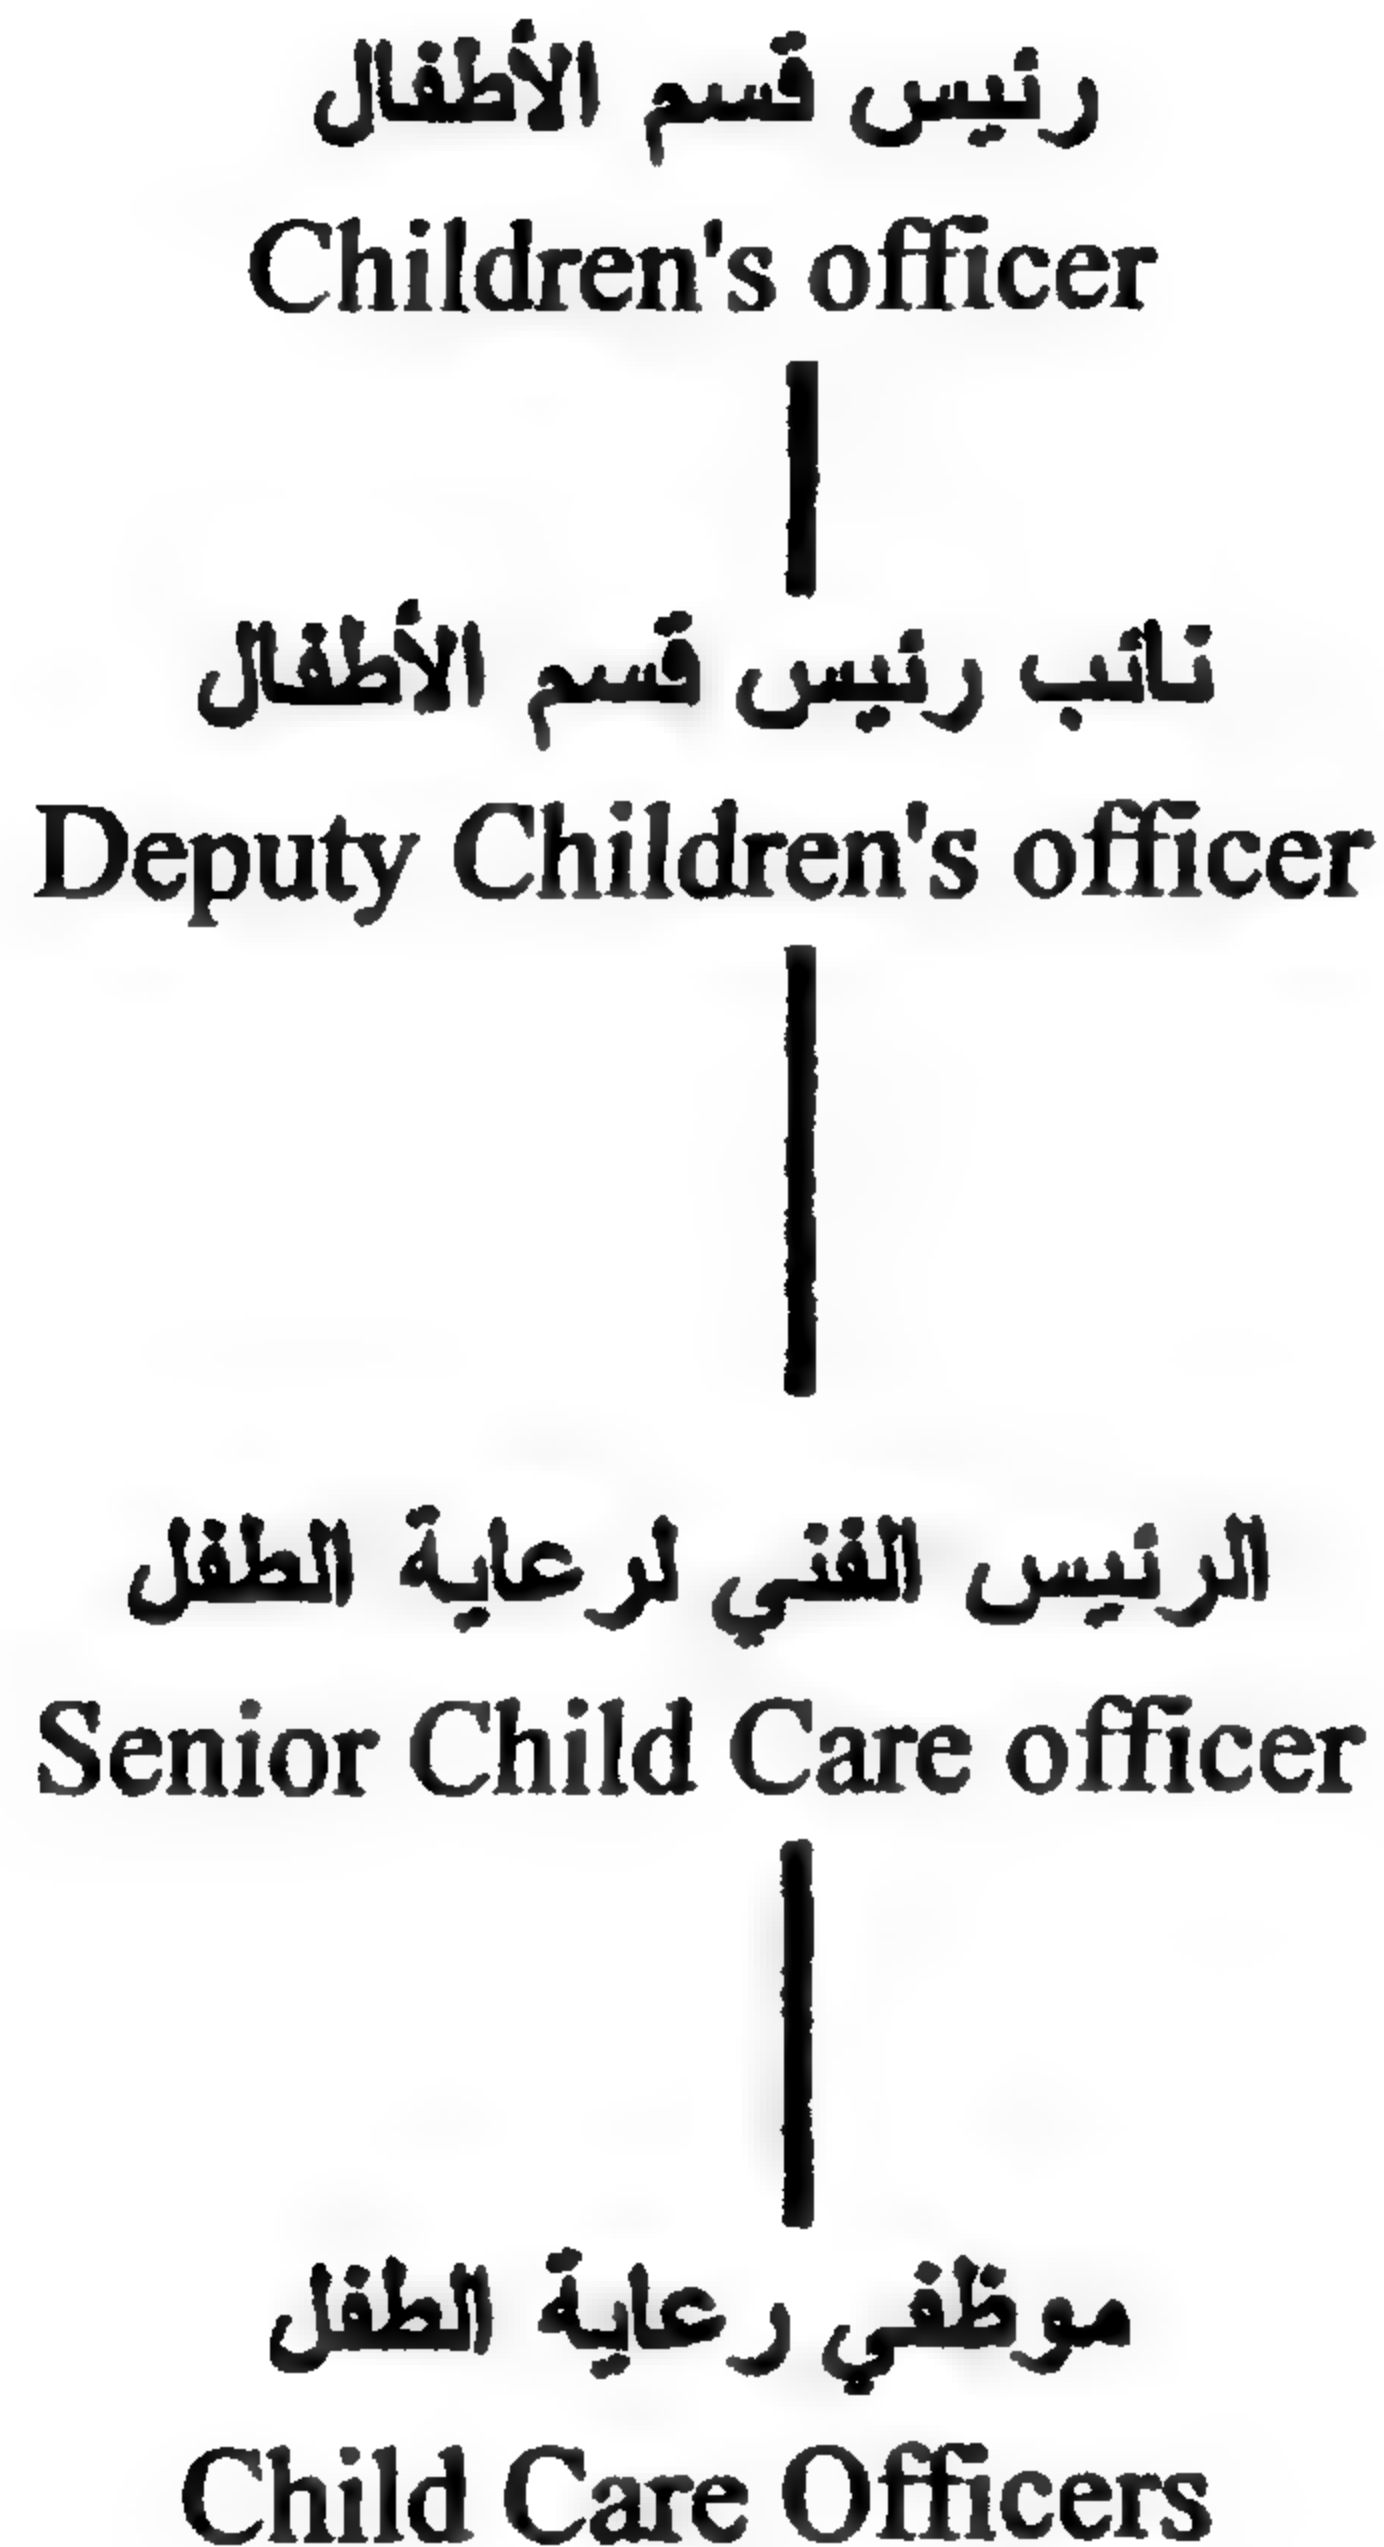 رئيس قسم الأطفال
Children's officer
نائب رئيس قسم الأطفال
Deputy Children's officer
الرئيس الفني لرعاية الطفل
Senior Child Care officer
موظفي رعاية الطفل
Child Care Officers